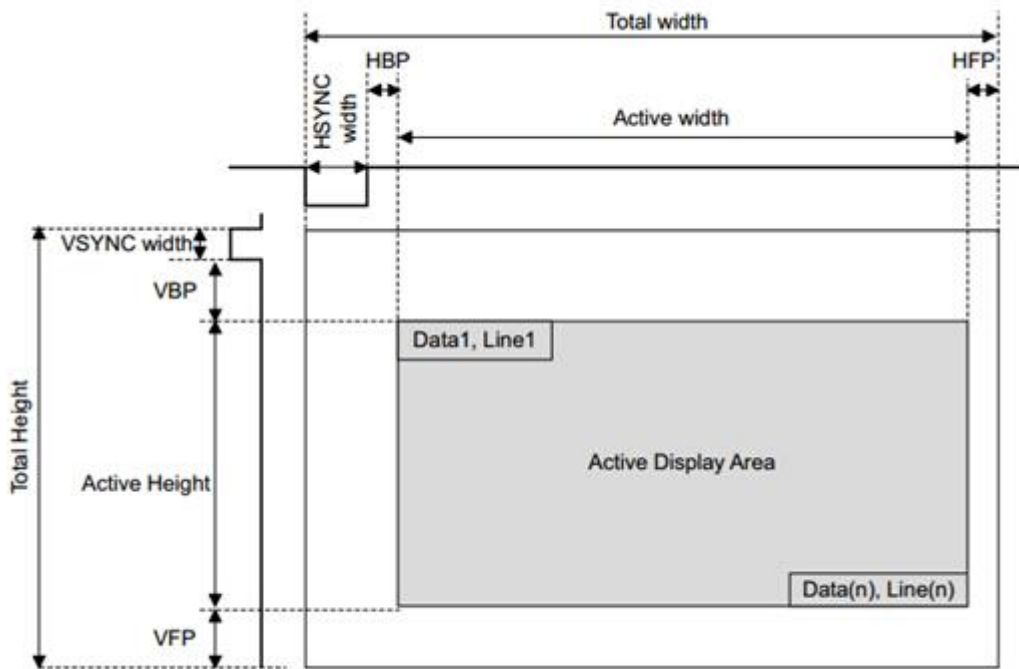 Total width
HBP
HFP
HSYNC
width
Active width
VSYNC width
VBP
Data1, Line1
Total Height
Active Height
Active Display Area
Data(n), Line(n)
VFP